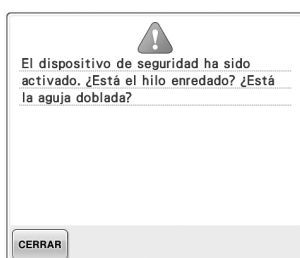 El dispositivo de seguridad ha sido
activado. ¿Está el hilo enredado? ¿Está
la aguja doblada?
CERRAR